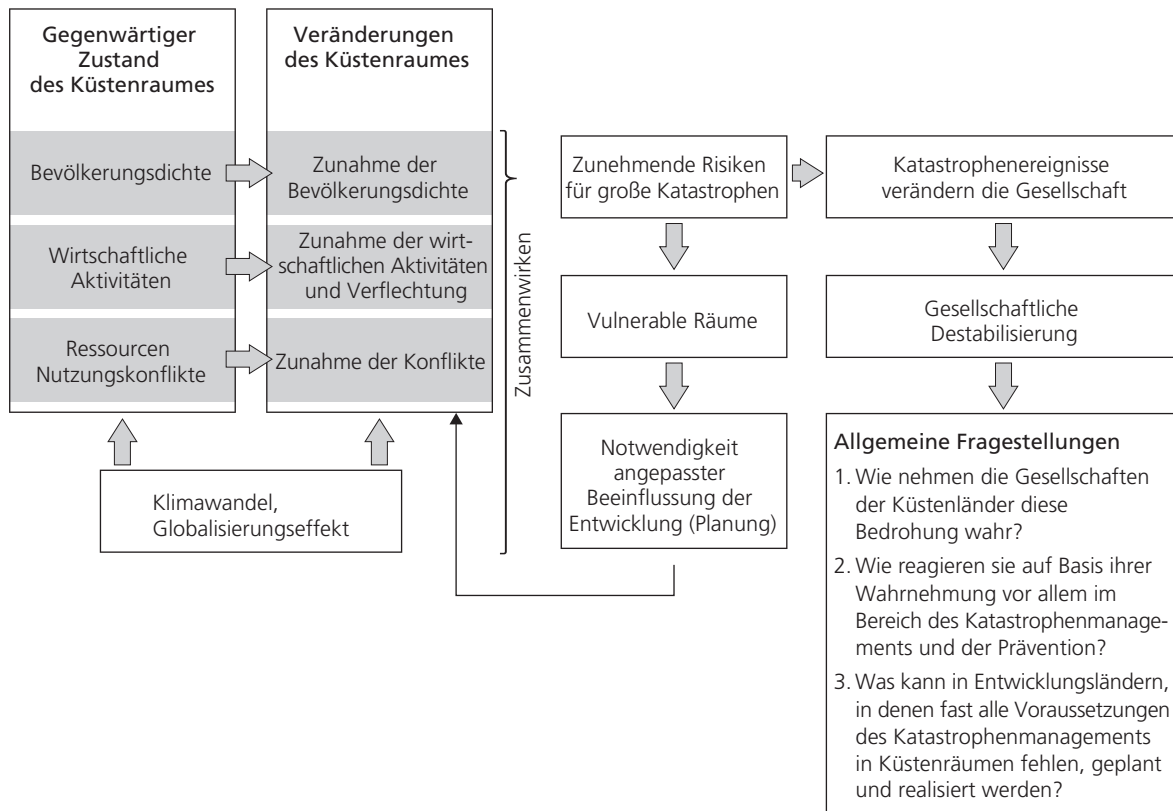 Gegenwärtiger
Zustand
des Küstenraumes
Bevölkerungsdichte
Wirtschaftliche
Aktivitäten
Ressourcen
Nutzungskonflikte
Veränderungen
des Küstenraumes
Zunahme der
Bevölkerungsdichte
Zunahme der wirt-
schaftlichen Aktivitäten
und Verflechtung
Zunahme der Konflikte
Klimawandel,
Globalisierungseffekt
Zusammenwirken
Zunehmende Risiken
für große Katastrophen
Vulnerable Räume
Notwendigkeit
angepasster
Beeinflussung der
Entwicklung (Planung)
Katastrophenereignisse
verändern die Gesellschaft
Gesellschaftliche
Destabilisierung
Allgemeine Fragestellungen
1. Wie nehmen die Gesellschaften
der Küstenländer diese
Bedrohung wahr?
2. Wie reagieren sie auf Basis ihrer
Wahrnehmung vor allem im
Bereich des Katastrophenmanage-
ments und der Prävention?
3. Was kann in Entwicklungsländern,
in denen fast alle Voraussetzungen
des Katastrophenmanagements
in Küstenräumen fehlen, geplant
und realisiert werden?